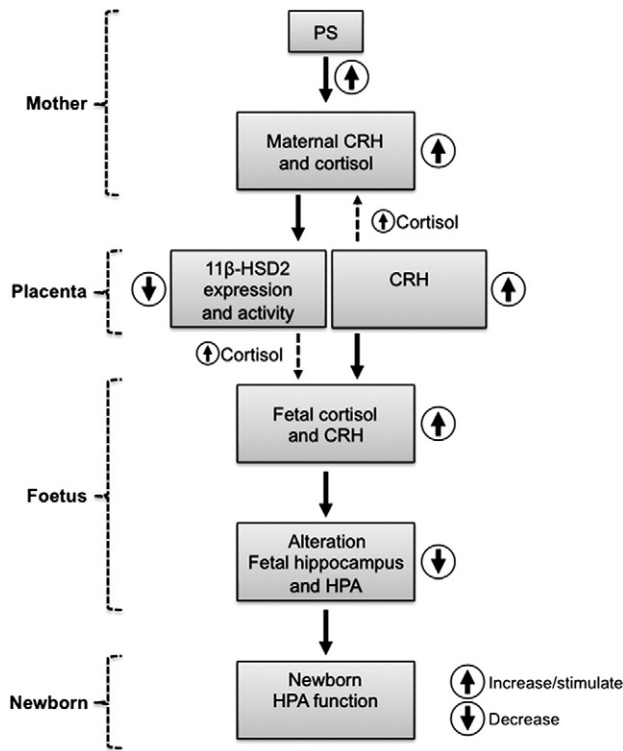 PS
Mother
Maternal CRH
and cortisol
Cortisol
Placenta
11β-HSD2
expression
and activity
CRH
Cortisol
Fetal cortisol
and CRH
Foetus
Alteration
Fetal hippocampus
and HPA
Newborn
Newborn
HPA function
Increase/stimulate
Decrease